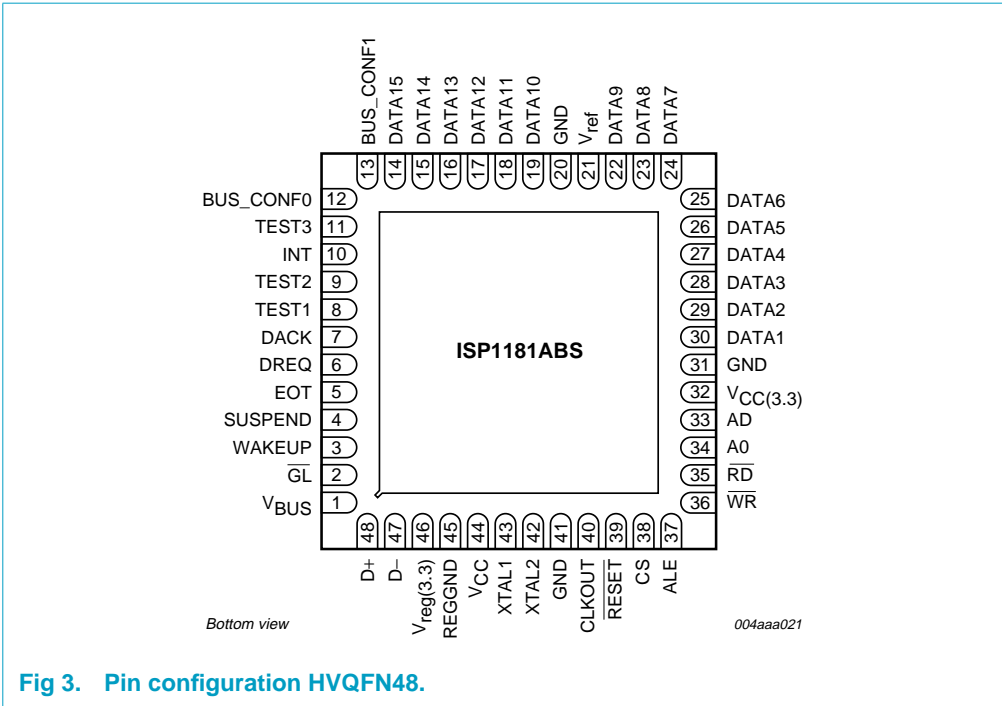 BUS_CONF1
DATA15
DATA14
DATA13
DATA12
DATA11
DATA10
GND
Vref
DATA9
DATA8
DATA7
13
14
15
16
17
18
19
20
21
22
23
24
BUS_CONF0 12
TEST3 11
INT 10
TEST2 9
TEST1 8
DACK 7
DREQ 6
EOT 5
SUSPEND 4
WAKEUP 3
GL 2
VBUS 1
ISP1181ABS
25 DATA6
26 DATA5
27 DATA4
28 DATA3
29 DATA2
30 DATA1
31 GND
32 VCC(3.3)
33 AD
34 A0
35 RD
36 WR
48
47
46
45
44
43
42
41
40
39
38
37
D+
D−
Vreg(3.3)
REGGND
VCC
XTAL1
XTAL2
GND
CLKOUT
RESET
CS
ALE
Bottom view
004aaa021
Fig 3. Pin configuration HVQFN48.